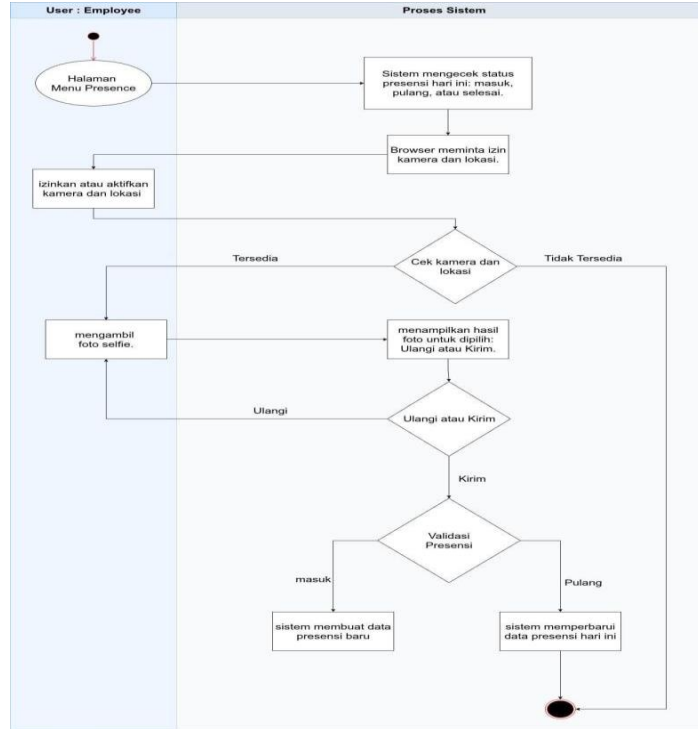 User : Employee
Proses Sistem
Halaman
Menu Presence
Sistem mengecek status
presensi hari ini: masuk,
pulang, atau selesai.
Browser meminta izin
kamera dan lokasi.
izinkan atau aktifkan
kamera dan lokasi
Cek kamera dan
lokasi
Tersedia
Tidak Tersedia
mengambil
foto selfie.
menampilkan hasil
foto untuk dipilih:
Ulangi atau Kirim.
Ulangi atau Kirim
Ulangi
Kirim
Validasi
Presensi
masuk
Pulang
sistem membuat data
presensi baru
sistem memperbarui
data presensi hari ini